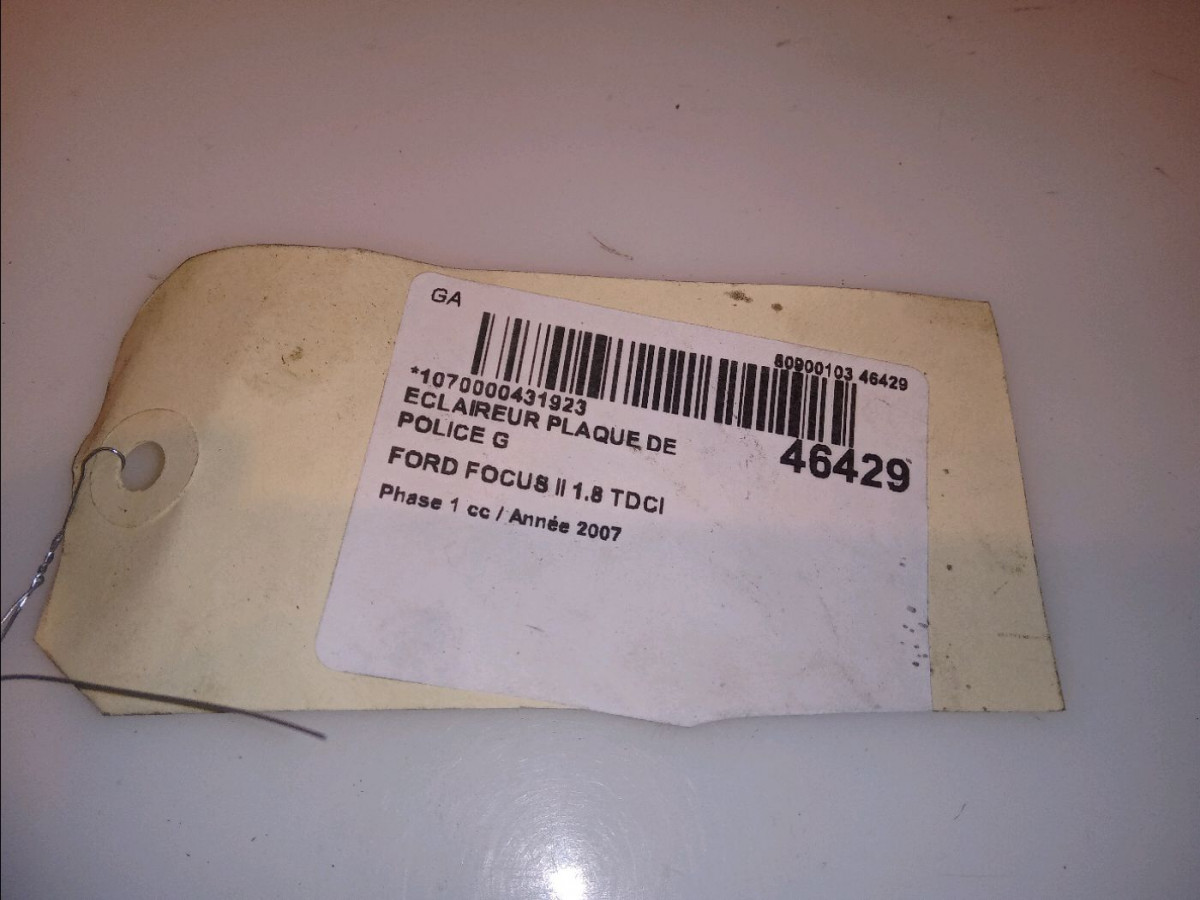 GA
80900103 46429
*1070000431923
ECLAIREUR PLAQUE DE
POLICE G
46429
FORD FOCUS II 1.8 TDCI
Phase 1 cc / Année 2007